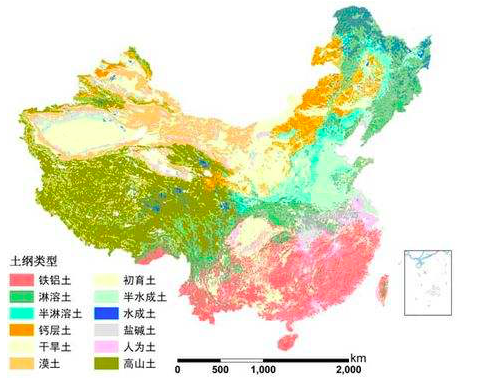 土纲类型
铁铝土
淋溶土
半淋溶土
钙层土
干旱土
漠土
初育土
半水成土
水成土
盐碱土
人为土
高山土
km
0 500 1,000 2,000